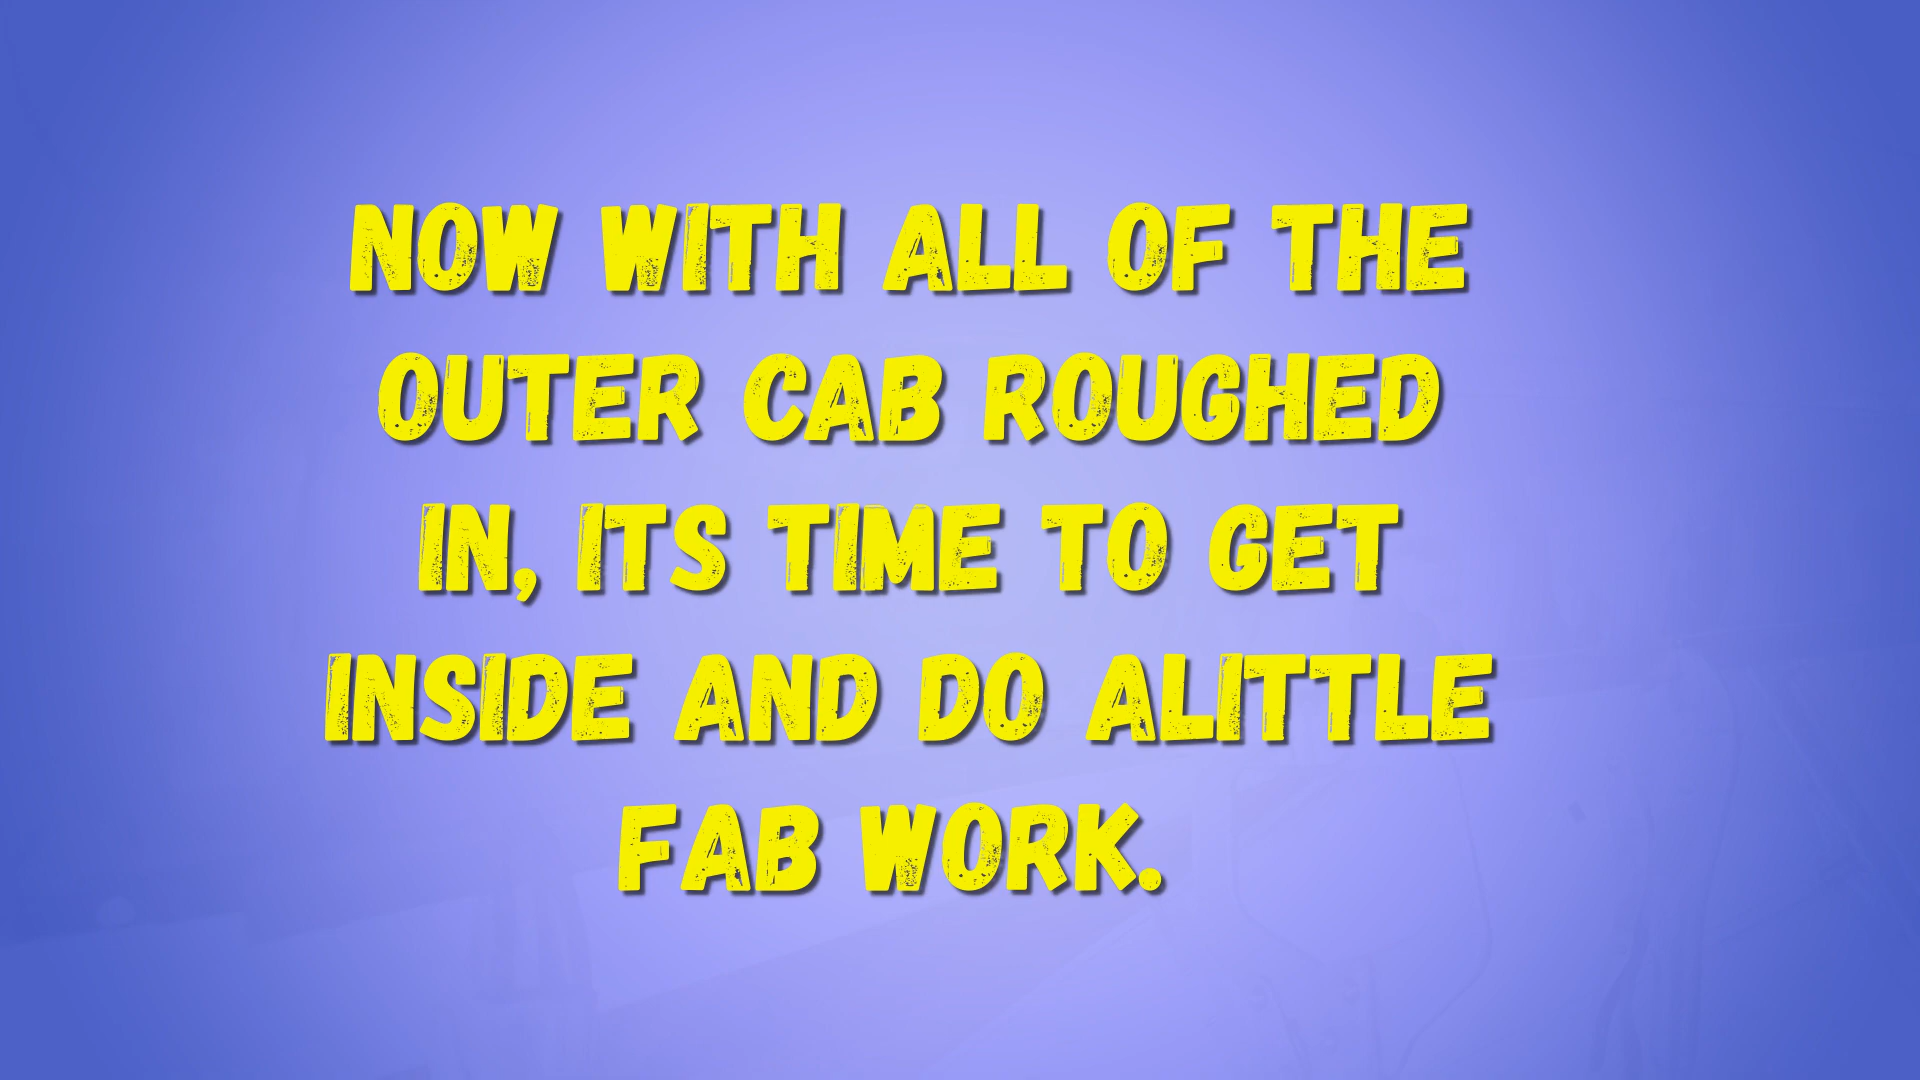 NOW WITH ALL OF THE
OUTER CAB ROUGHED
IN, ITS TIME TO GET
INSIDE AND DO ALITTLE
FAB WORK.